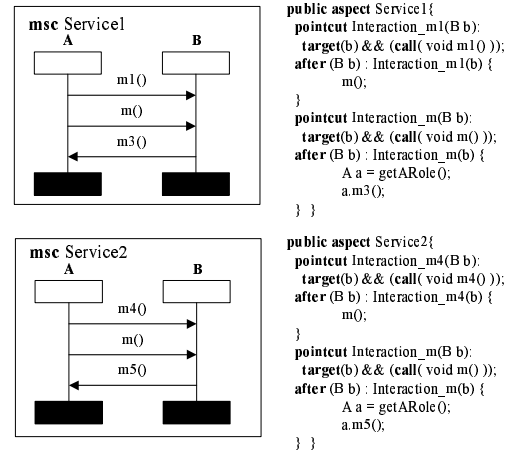 msc Service1
A B
m1()
m()
m3()
public aspect Service1{
pointcut Interaction_m1(B b):
target(b) && (call( void m1() ));
after (B b) : Interaction_m1(b) {
m();
}
pointcut Interaction_m(B b):
target(b) && (call( void m() ));
after (B b) : Interaction_m(b) {
A a = getARole();
a.m3();
} }
msc Service2
A B
m4()
m()
m5()
public aspect Service2{
pointcut Interaction_m4(B b):
target(b) && (call( void m4() ));
after (B b) : Interaction_m4(b) {
m();
}
pointcut Interaction_m(B b):
target(b) && (call( void m() ));
after (B b) : Interaction_m(b) {
A a = getARole();
a.m5();
} }